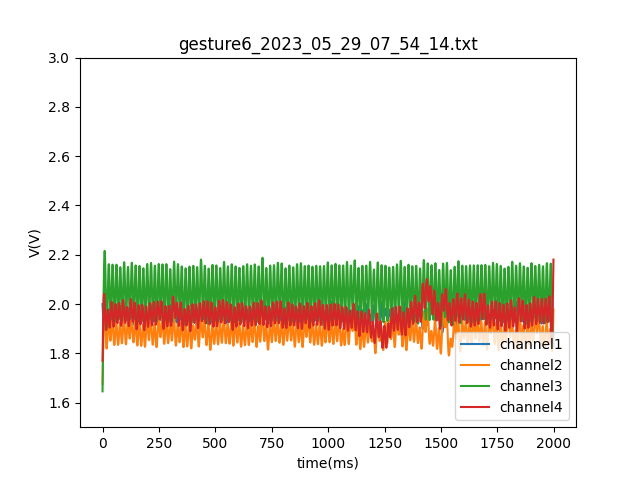 gesture6_2023_05_29_07_54_14.txt
3.0
2.8
2.6
2.4
2.2
2.0
1.8
1.6
V(V)
channel1
channel2
channel3
channel4
0 250 500 750 1000 1250 1500 1750 2000
time(ms)